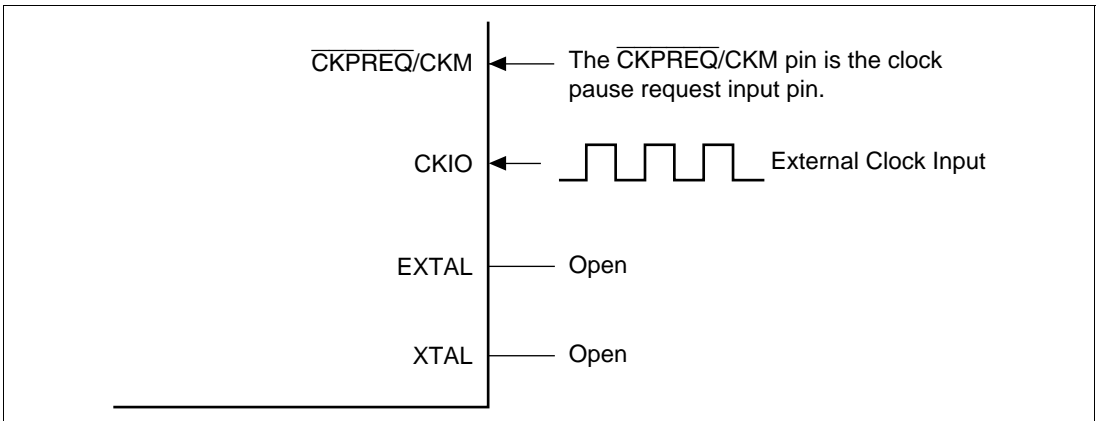 CKPREQ/CKM
The CKPREQ/CKM pin is the clock
pause request input pin.
CKIO
External Clock Input
EXTAL
Open
XTAL
Open